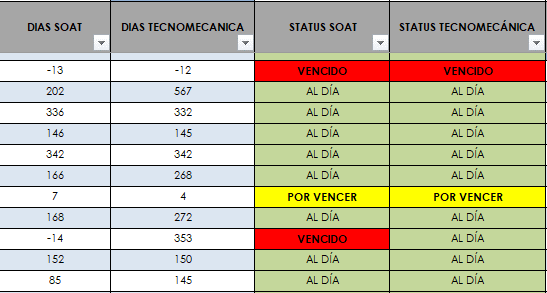 DIAS SOAT DIAS TECNOMECANICA STATUS SOAT STATUS TECNOMECÁNICA
-13 -12 VENCIDO VENCIDO
202 567 AL DÍA AL DÍA
336 332 AL DÍA AL DÍA
146 145 AL DÍA AL DÍA
342 342 AL DÍA AL DÍA
166 268 AL DÍA AL DÍA
7 4 POR VENCER POR VENCER
168 272 AL DÍA AL DÍA
-14 353 VENCIDO AL DÍA
152 150 AL DÍA AL DÍA
85 145 AL DÍA AL DÍA